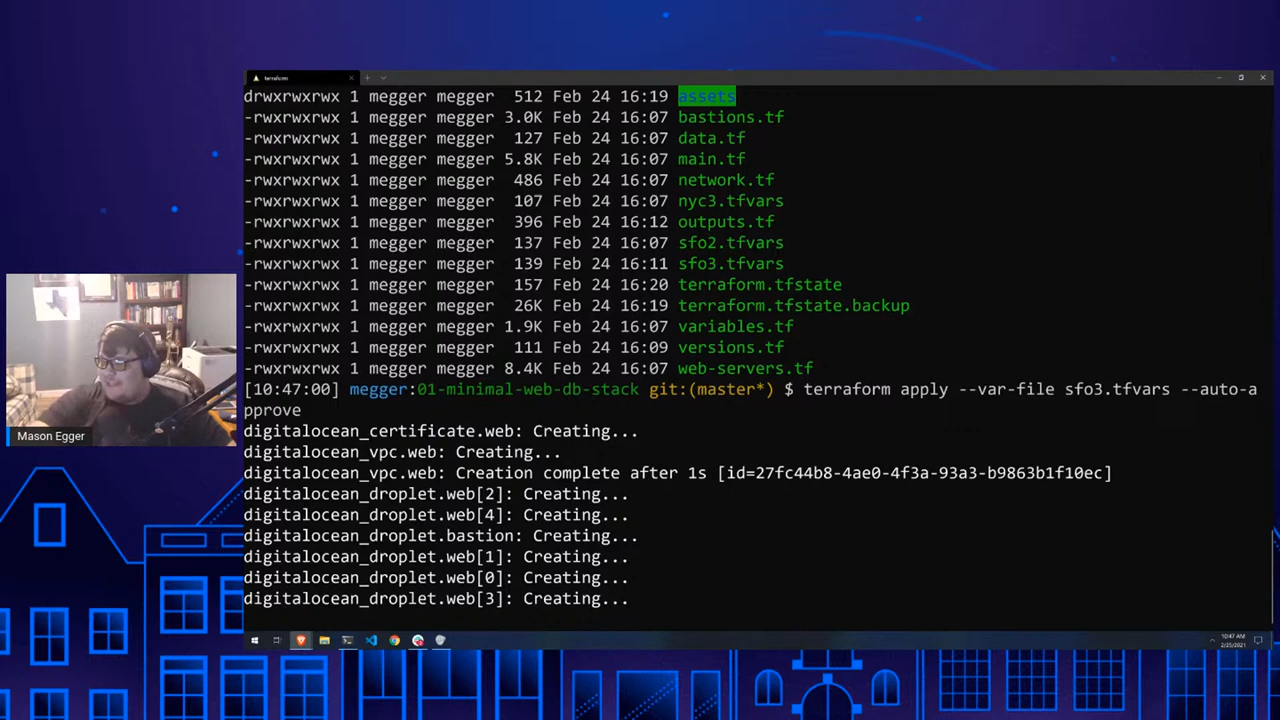 terraform
drwxrwxrwx 1 megger megger 512 Feb 24 16:19 assets
-rwxrwxrwx 1 megger megger 3.0K Feb 24 16:07 bastions.tf
-rwxrwxrwx 1 megger megger 127 Feb 24 16:07 data.tf
-rwxrwxrwx 1 megger megger 5.8K Feb 24 16:07 main.tf
-rwxrwxrwx 1 megger megger 486 Feb 24 16:07 network.tf
-rwxrwxrwx 1 megger megger 107 Feb 24 16:07 nyc3.tfvars
-rwxrwxrwx 1 megger megger 396 Feb 24 16:12 outputs.tf
-rwxrwxrwx 1 megger megger 137 Feb 24 16:07 sfo2.tfvars
-rwxrwxrwx 1 megger megger 139 Feb 24 16:11 sfo3.tfvars
-rwxrwxrwx 1 megger megger 157 Feb 24 16:20 terraform.tfstate
-rwxrwxrwx 1 megger megger 26K Feb 24 16:19 terraform.tfstate.backup
-rwxrwxrwx 1 megger megger 1.9K Feb 24 16:07 variables.tf
-rwxrwxrwx 1 megger megger 111 Feb 24 16:09 versions.tf
-rwxrwxrwx 1 megger megger 8.4K Feb 24 16:07 web-servers.tf
[10:47:00] megger:01-minimal-web-db-stack git:(master*) $ terraform apply --var-file sfo3.tfvars --auto-a
pprove
digitalocean_certificate.web: Creating...
digitalocean_vpc.web: Creating...
digitalocean_vpc.web: Creation complete after 1s [id=27fc44b8-4ae0-4f3a-93a3-b9863b1f10ec]
digitalocean_droplet.web[2]: Creating...
digitalocean_droplet.web[4]: Creating...
digitalocean_droplet.bastion: Creating...
digitalocean_droplet.web[1]: Creating...
digitalocean_droplet.web[0]: Creating...
digitalocean_droplet.web[3]: Creating...
Mason Egger
10:47 AM
2/25/2021